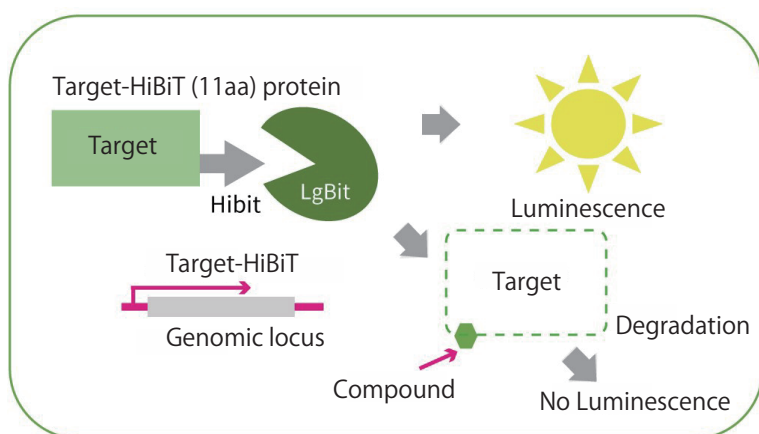 Target-HiBiT (11aa) protein
Target
Hibit
LgBit
Luminescence
Target-HiBiT
Genomic locus
Target
Degradation
Compound
No Luminescence